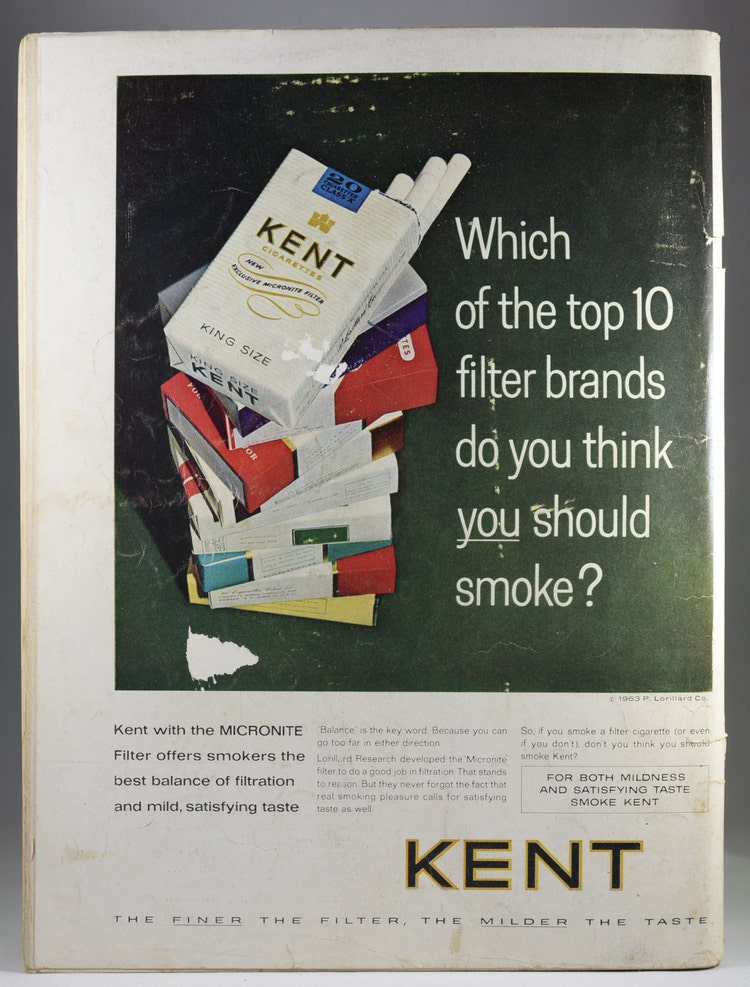 20
CIGARETTES
CLASS A
KENT
CIGARETTES
NEW
EXCLUSIVE MICRONITE FILTER
KING SIZE
KING SIZE
KENT
TES
FOR
OR
Which
of the top 10
filter brands
do you think
you should
smoke?
© 1963 P. Lorillard Co.
Kent with the MICRONITE
Filter offers smokers the
best balance of filtration
and mild, satisfying taste
"Balance" is the key word. Because you can
go too far in either direction.
Lorillard Research developed the "Micronite"
filter to do a good job in filtration. That stands
to reason. But they never forgot the fact that
real smoking pleasure calls for satisfying
taste as well.
So, if you smoke a filter cigarette (or even
if you don't), don't you think you should
smoke Kent?
FOR BOTH MILDNESS
AND SATISFYING TASTE
SMOKE KENT
KENT
THE FINER THE FILTER, THE MILDER THE TASTE